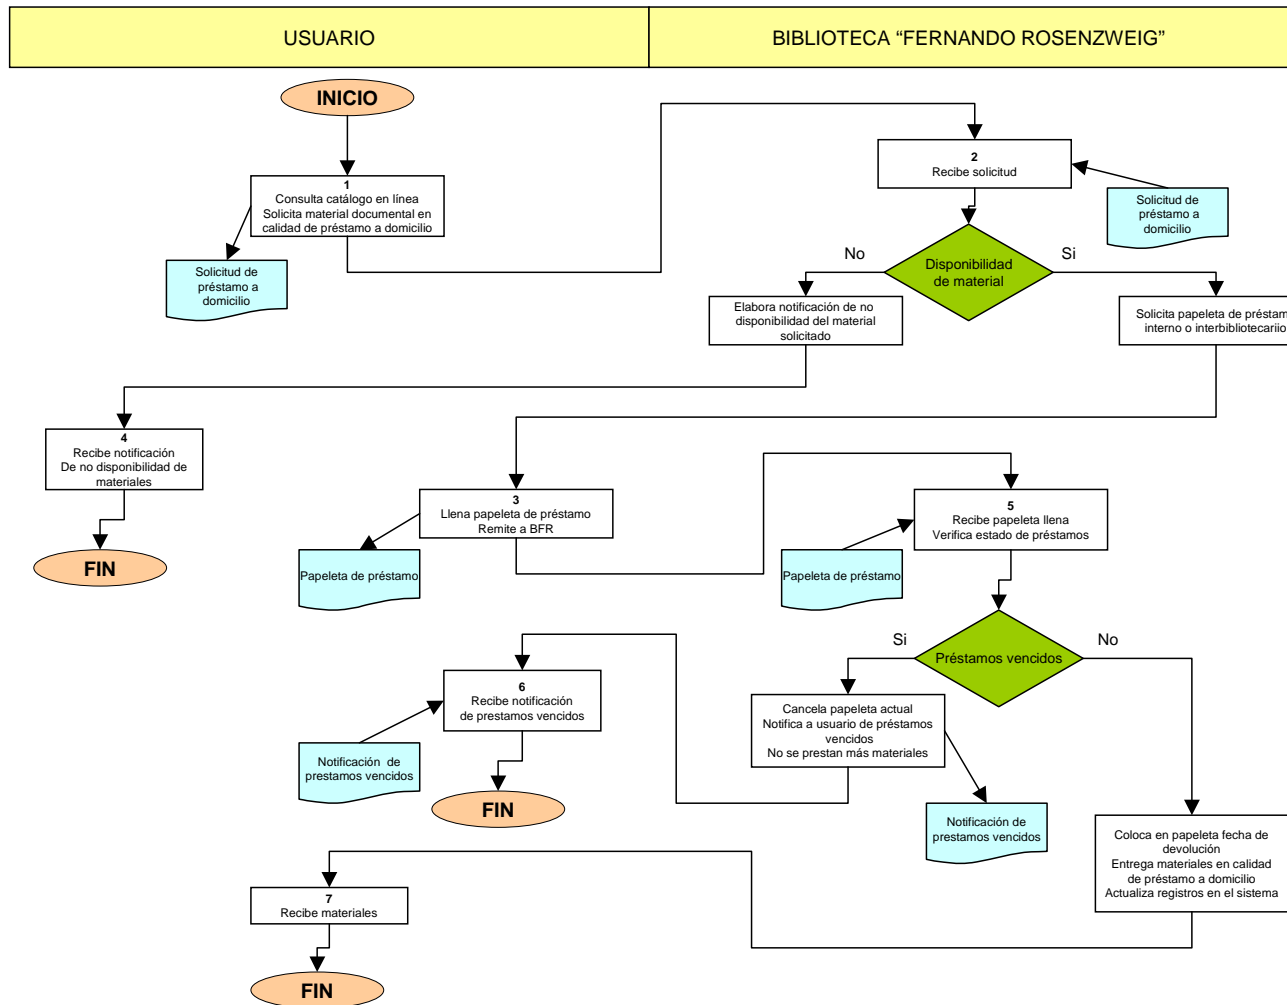 USUARIO
BIBLIOTECA “FERNANDO ROSENZWEIG”
INICIO
1
Consulta catálogo en línea
Solicita material documental en
calidad de préstamo a domicilio
Solicitud de
préstamo a
domicilio
2
Recibe solicitud
Solicitud de
préstamo a
domicilio
Disponibilidad
de material
No
Si
Elabora notificación de no
disponibilidad del material
solicitado
Solicita papeleta de préstam
interno o interbibliotecariio
4
Recibe notificación
De no disponibilidad de
materiales
FIN
3
Llena papeleta de préstamo
Remite a BFR
Papeleta de préstamo
5
Recibe papeleta llena
Verifica estado de préstamos
Papeleta de préstamo
Préstamos vencidos
Si
No
6
Recibe notificación
de prestamos vencidos
Notificación de
prestamos vencidos
FIN
Cancela papeleta actual
Notifica a usuario de préstamos
vencidos
No se prestan más materiales
Notificación de
prestamos vencidos
Coloca en papeleta fecha de
devolución
Entrega materiales en calidad
de préstamo a domicilio
Actualiza registros en el sistema
7
Recibe materiales
FIN